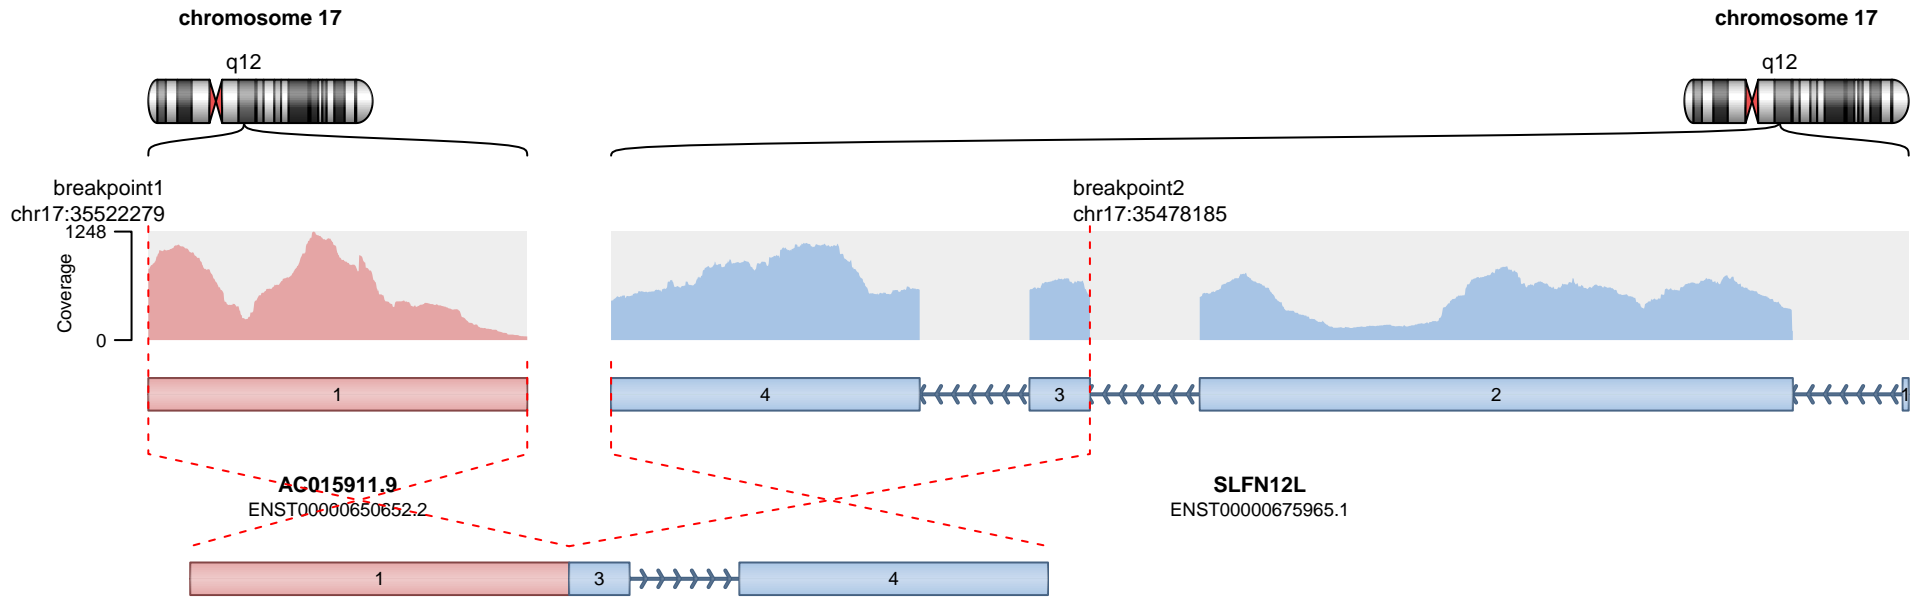 chromosome 17
chromosome 17
q12
q12
breakpoint1
chr17:35522279
breakpoint2
chr17:35478185
1248
Coverage
0
1
4
3
2
1
AC015911.9
ENST00000650652.2
SLFN12L
ENST00000675965.1
1
3
4